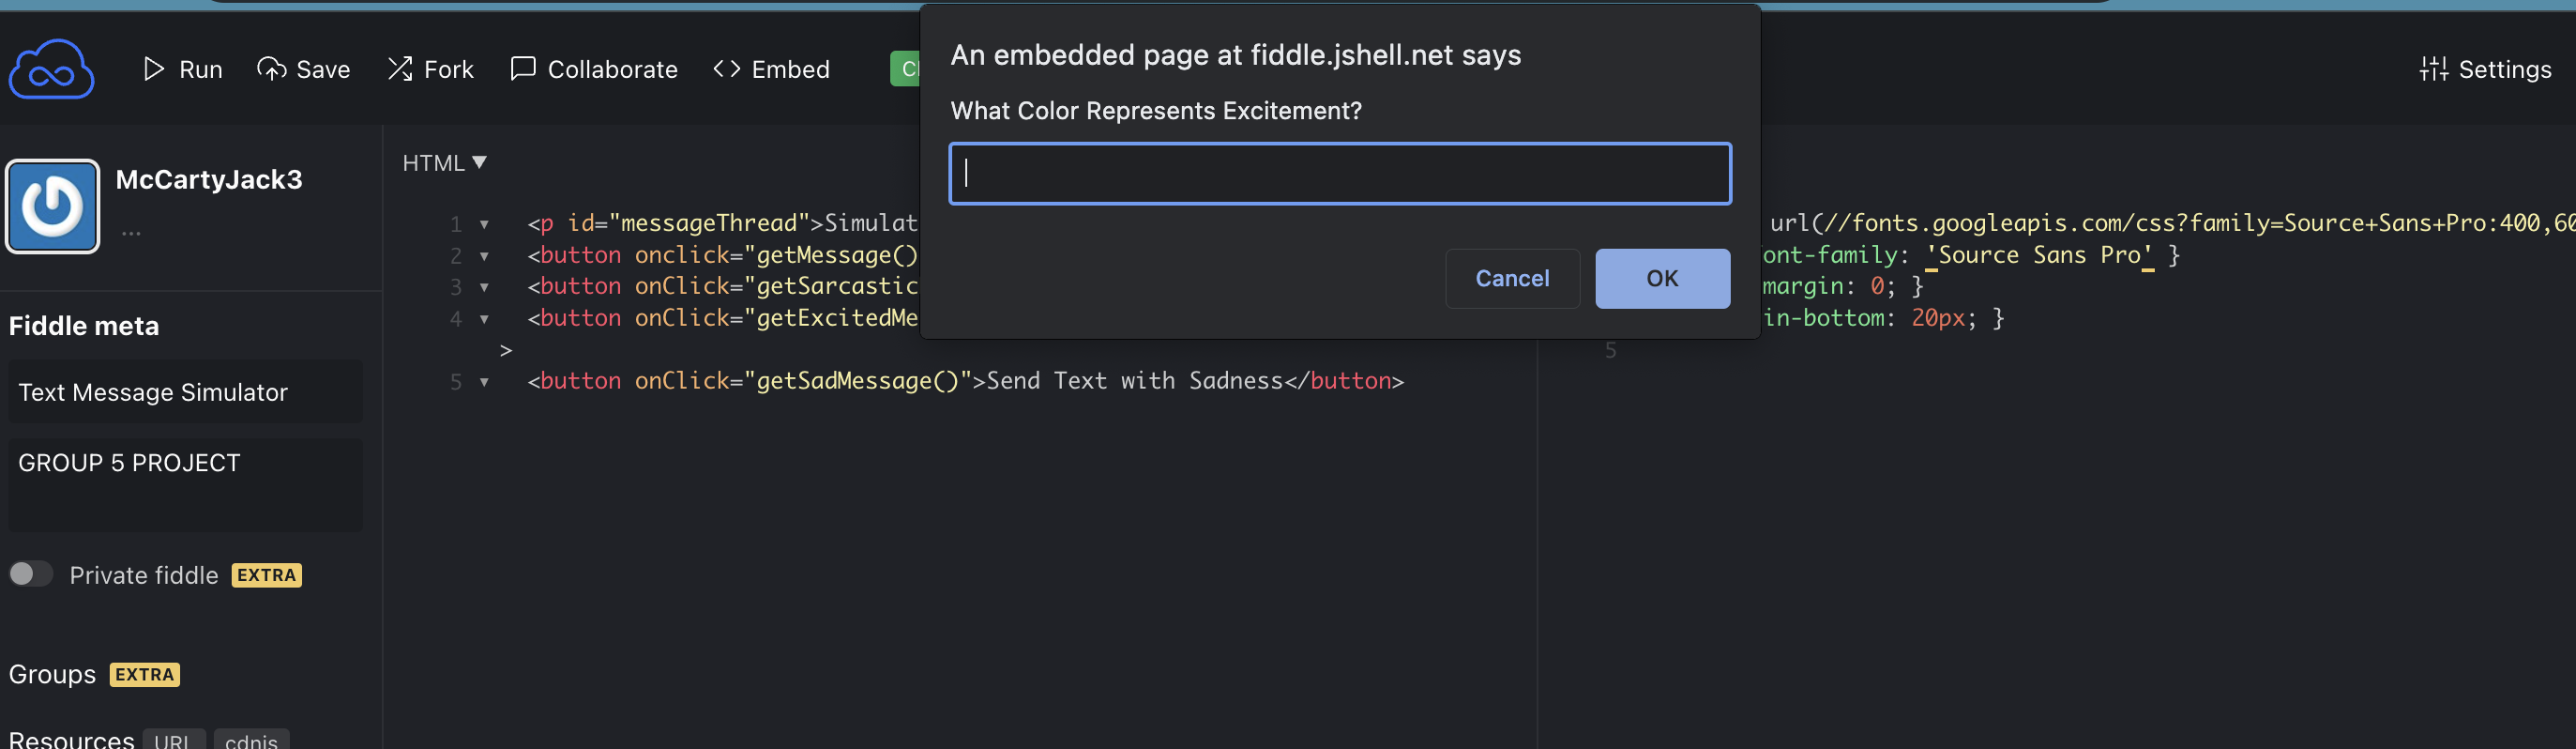 An embedded page at fiddle.jshell.net says
What Color Represents Excitement?
Cancel
OK
Run
Save
Fork
Collaborate
Embed
Settings
McCartyJack3
...
Fiddle meta
Text Message Simulator
GROUP 5 PROJECT
Private fiddle EXTRA
Groups EXTRA
Resources URL cdnjs
HTML
1 <p id="messageThread">Simulat
2 <button onclick="getMessage()
3 <button onClick="getSarcastic
4 <button onClick="getExcitedMe
>
5 <button onClick="getSadMessage()">Send Text with Sadness</button>
url(//fonts.googleapis.com/css?family=Source+Sans+Pro:400,60
ont-family: 'Source Sans Pro' }
margin: 0; }
in-bottom: 20px; }
5